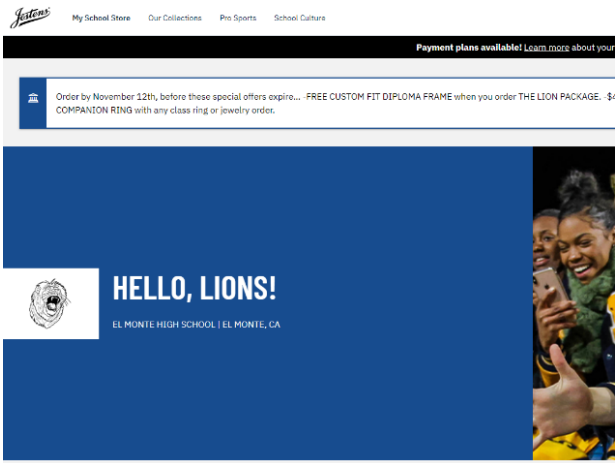 Jostens
My School Store Our Collections Pro Sports School Culture
Payment plans available! Learn more about your
Order by November 12th, before these special offers expire... -FREE CUSTOM FIT DIPLOMA FRAME when you order THE LION PACKAGE. -$4
COMPANION RING with any class ring or jewelry order.
HELLO, LIONS!
EL MONTE HIGH SCHOOL | EL MONTE, CA